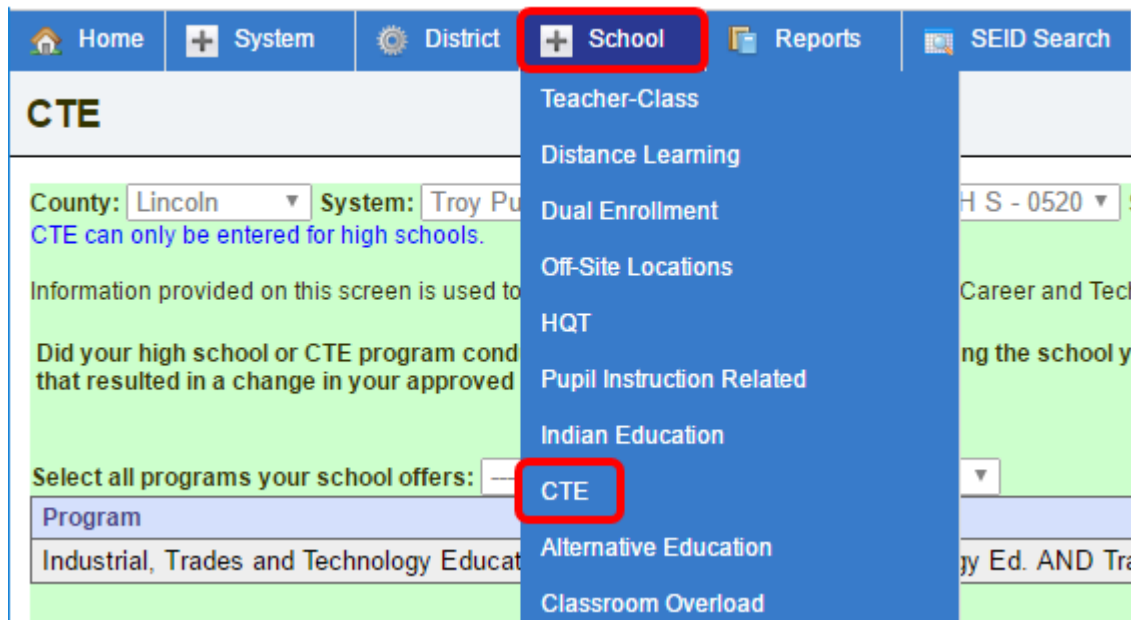 Home System District School Reports SEID Search
CTE
Teacher-Class
Distance Learning
County: Lincoln System: Troy Pu H S - 0520
Dual Enrollment
CTE can only be entered for high schools.
Off-Site Locations
Information provided on this screen is used to Career and Tech
HQT
Did your high school or CTE program cond ng the school y
that resulted in a change in your approved
Pupil Instruction Related
Indian Education
Select all programs your school offers: ---
CTE
Program
Alternative Education
Industrial, Trades and Technology Educat gy Ed. AND Tra
Classroom Overload